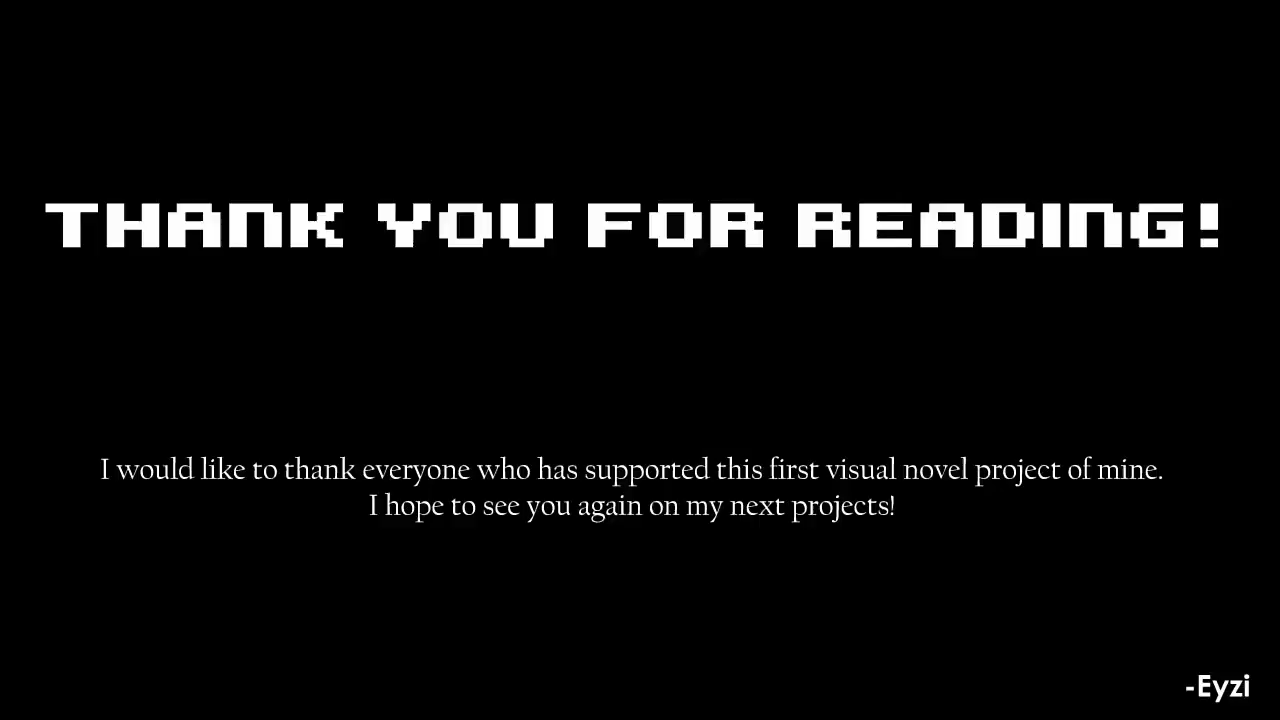 THANK YOU FOR READING!
I would like to thank everyone who has supported this first visual novel project of mine.
I hope to see you again on my next projects!
-Eyzi